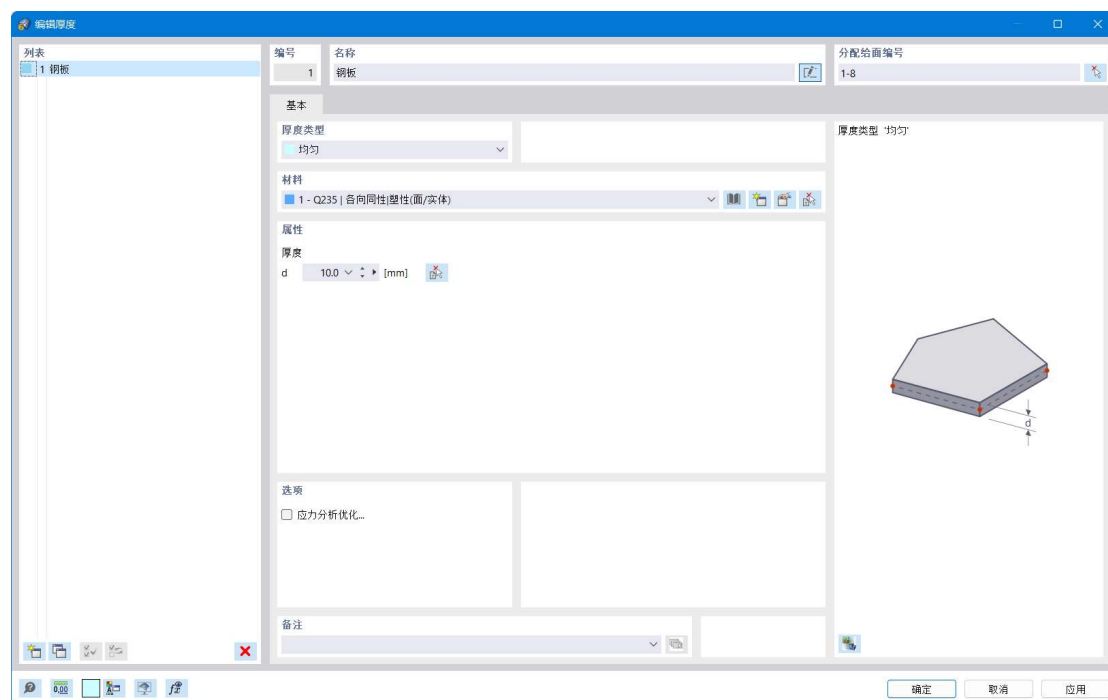 编辑厚度
列表
1 钢板
编号
1
名称
钢板
分配给面编号
1-8
基本
厚度类型
均匀
厚度类型 '均匀'
材料
1 - Q235 | 各向同性|塑性(面/实体)
属性
厚度
d 10.0 [mm]
d
选项
应力分析优化...
备注
0,00
确定
取消
应用